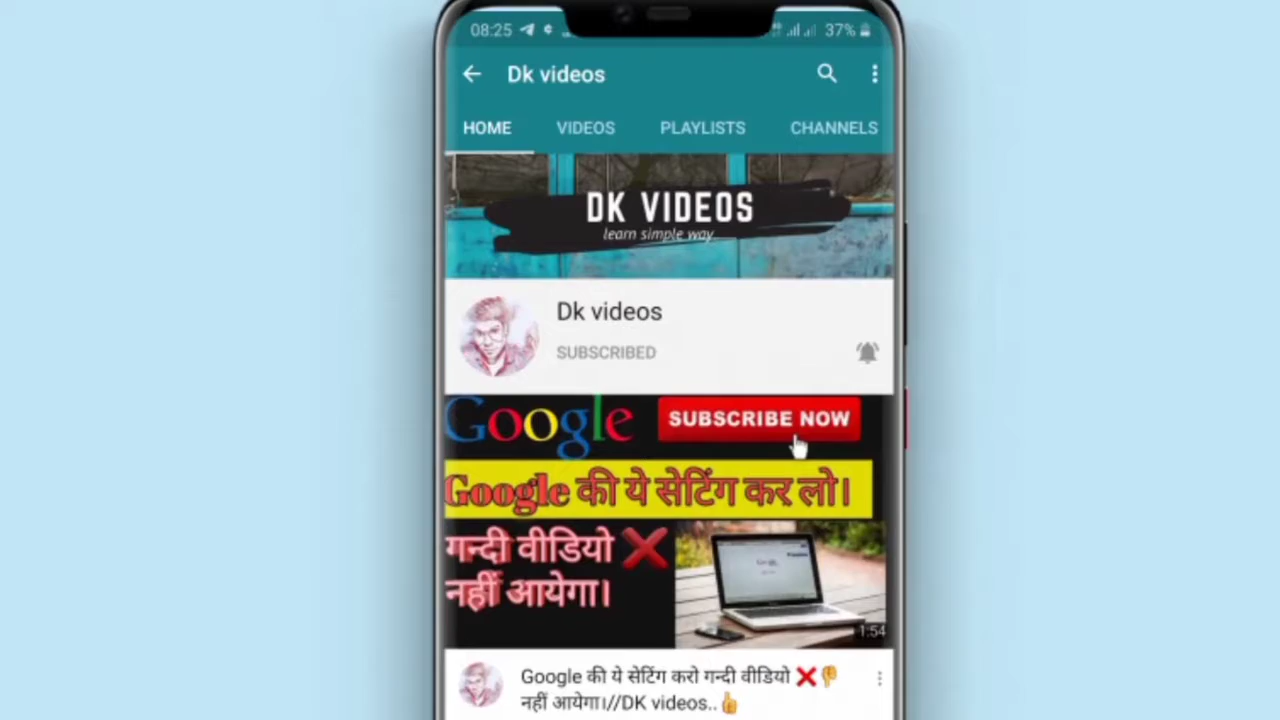 08:25
37%
Dk videos
HOME VIDEOS PLAYLISTS CHANNELS
DK VIDEOS
learn simple way
Dk videos
SUBSCRIBED
Google SUBSCRIBE NOW
Google की ये सेटिंग कर लो।
गन्दी वीडियो ❌
नहीं आयेगा।
1:54
Google की ये सेटिंग करो गन्दी वीडियो ❌👎
नहीं आयेगा।//DK videos..👍